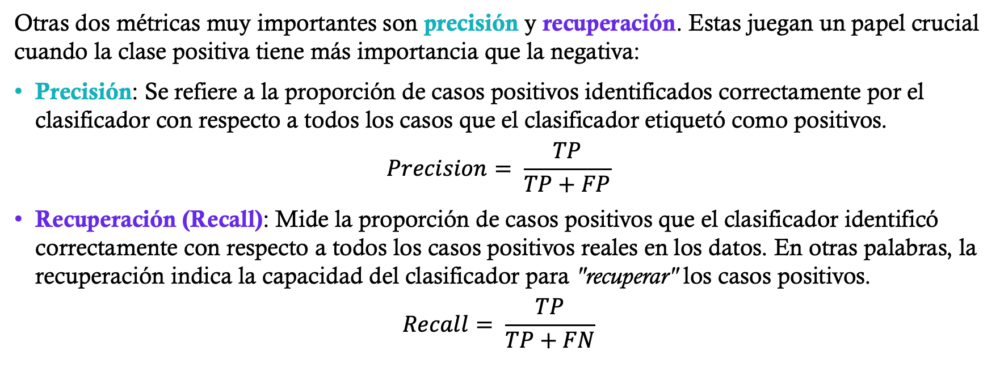 Otras dos métricas muy importantes son precisión y recuperación. Estas juegan un papel crucial
cuando la clase positiva tiene más importancia que la negativa:
• Precisión: Se refiere a la proporción de casos positivos identificados correctamente por el
clasificador con respecto a todos los casos que el clasificador etiquetó como positivos.
Precision = TP / (TP + FP)
• Recuperación (Recall): Mide la proporción de casos positivos que el clasificador identificó
correctamente con respecto a todos los casos positivos reales en los datos. En otras palabras, la
recuperación indica la capacidad del clasificador para "recuperar" los casos positivos.
Recall = TP / (TP + FN)